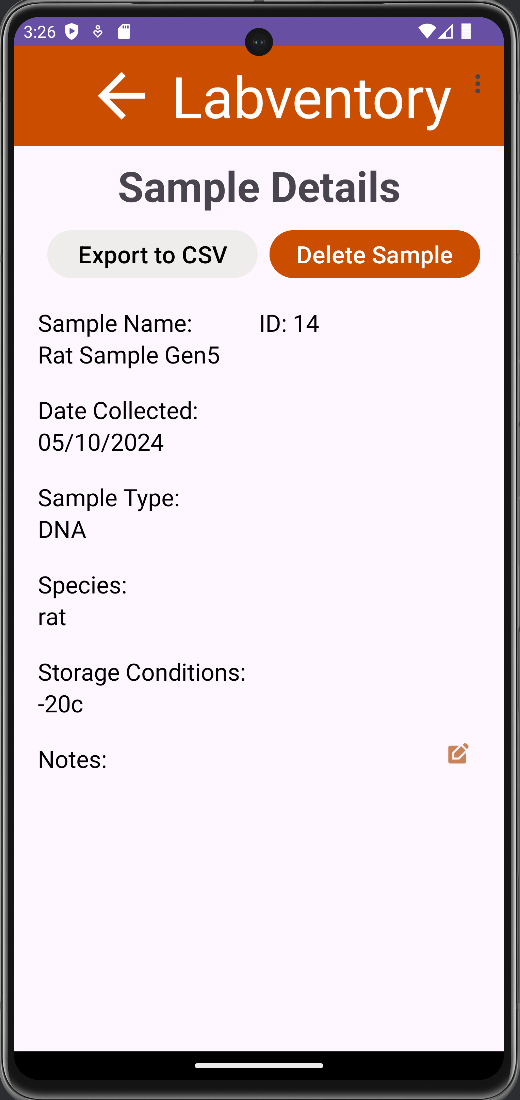 3:26
Labventory
Sample Details
Export to CSV
Delete Sample
Sample Name:
ID: 14
Rat Sample Gen5
Date Collected:
05/10/2024
Sample Type:
DNA
Species:
rat
Storage Conditions:
-20c
Notes: